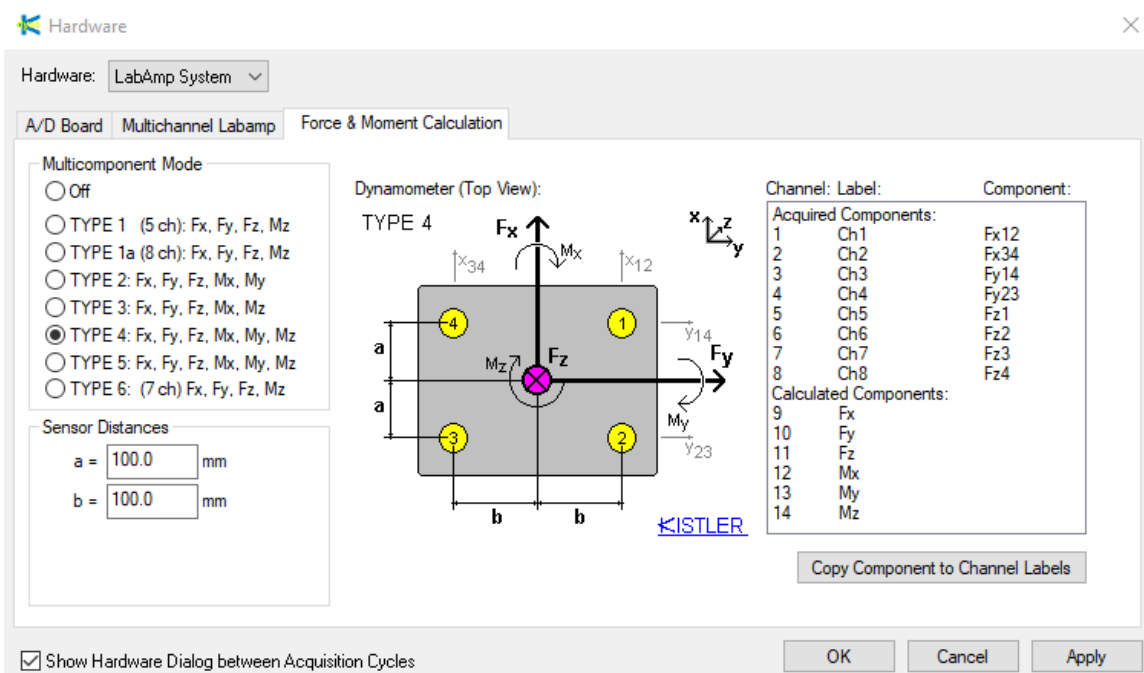 Hardware
Hardware: LabAmp System
A/D Board Multichannel Labamp Force & Moment Calculation
Multicomponent Mode
Off
TYPE 1 (5 ch): Fx, Fy, Fz, Mz
TYPE 1a (8 ch): Fx, Fy, Fz, Mz
TYPE 2: Fx, Fy, Fz, Mx, My
TYPE 3: Fx, Fy, Fz, Mx, Mz
TYPE 4: Fx, Fy, Fz, Mx, My, Mz
TYPE 5: Fx, Fy, Fz, Mx, My, Mz
TYPE 6: (7 ch) Fx, Fy, Fz, Mz
Sensor Distances
a = 100.0 mm
b = 100.0 mm
Dynamometer (Top View):
TYPE 4
Fx
x z
y
Mx
x34
x12
4
1
y14
a
Mz
Fz
Fy
a
My
3
2
y23
b b
KISTLER
Channel: Label: Component:
Acquired Components:
1 Ch1 Fx12
2 Ch2 Fx34
3 Ch3 Fy14
4 Ch4 Fy23
5 Ch5 Fz1
6 Ch6 Fz2
7 Ch7 Fz3
8 Ch8 Fz4
Calculated Components:
9 Fx
10 Fy
11 Fz
12 Mx
13 My
14 Mz
Copy Component to Channel Labels
Show Hardware Dialog between Acquisition Cycles
OK Cancel Apply